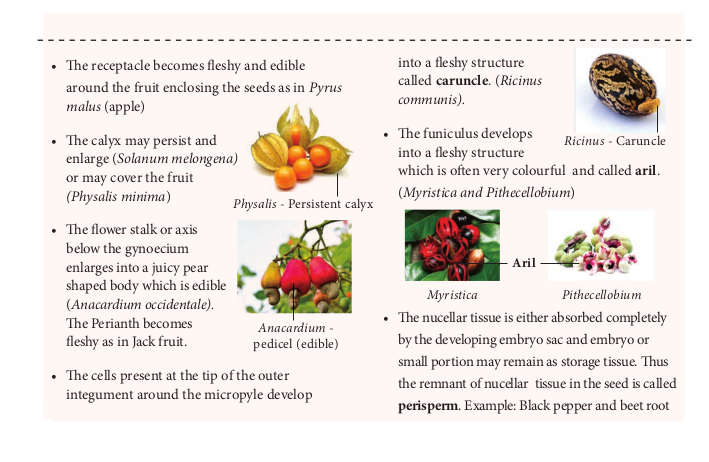 • The receptacle becomes fleshy and edible
around the fruit enclosing the seeds as in Pyrus
malus (apple)
• The calyx may persist and
enlarge (Solanum melongena)
or may cover the fruit
(Physalis minima)
Physalis - Persistent calyx
• The flower stalk or axis
below the gynoecium
enlarges into a juicy pear
shaped body which is edible
(Anacardium occidentale).
The Perianth becomes
fleshy as in Jack fruit.
Anacardium -
pedicel (edible)
• The cells present at the tip of the outer
integument around the micropyle develop
into a fleshy structure
called caruncle. (Ricinus
communis).
Ricinus - Caruncle
• The funiculus develops
into a fleshy structure
which is often very colourful and called aril.
(Myristica and Pithecellobium)
Aril
Myristica
Pithecellobium
• The nucellar tissue is either absorbed completely
by the developing embryo sac and embryo or
small portion may remain as storage tissue. Thus
the remnant of nucellar tissue in the seed is called
perisperm. Example: Black pepper and beet root